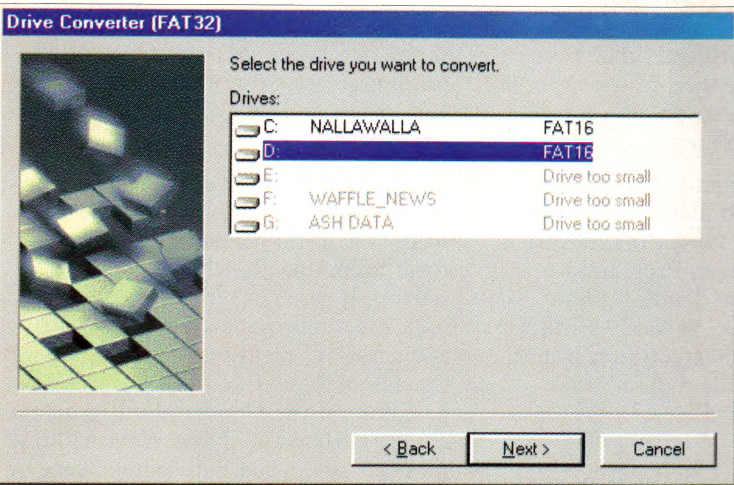 Drive Converter (FAT32)
Select the drive you want to convert.
Drives:
C: NALLAWALLA FAT16
D: FAT16
E: Drive too small
F: WAFFLE_NEWS Drive too small
G: ASH DATA Drive too small
< Back Next > Cancel